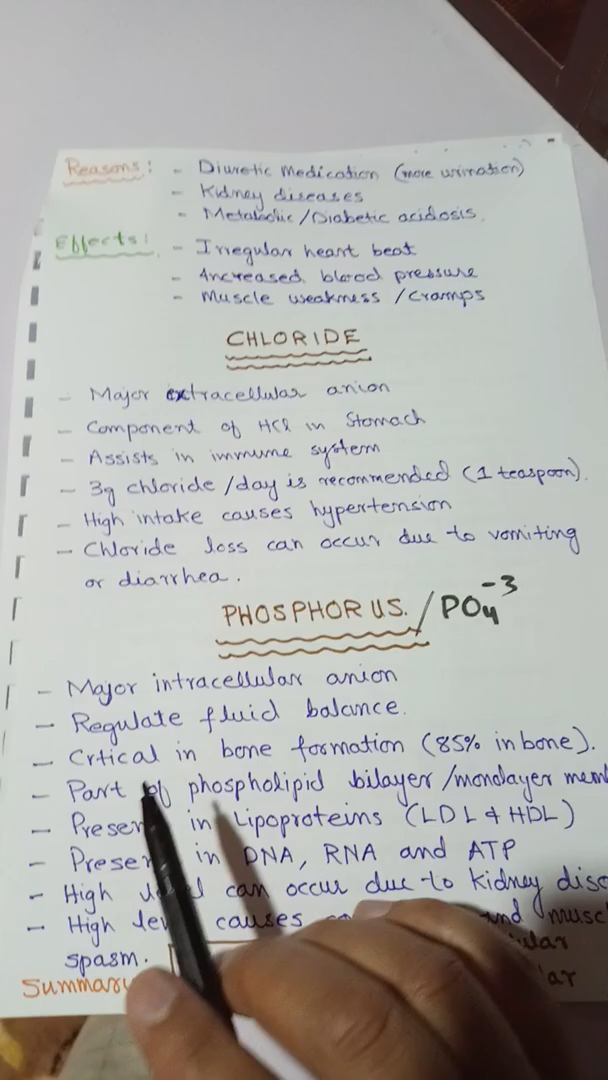 Reasons: - Diuretic Medication (more urination)
- Kidney diseases
- Metabolic/Diabetic acidosis.
Effects: - Irregular heart beat
- Increased blood pressure
- Muscle weakness / Cramps
CHLORIDE
- Major extracellular anion
- Component of HCl in Stomach
- Assists in immune system
- 3g chloride/day is recommended (1 teaspoon).
- High intake causes hypertension
- Chloride loss can occur due to vomiting
or diarrhea.
PHOSPHORUS. / PO4-3
- Major intracellular anion
- Regulate fluid balance.
- Crtical in bone formation (85% in bone).
- Part of phospholipid bilayer/monolayer mem
- Presen in Lipoproteins (LDL & HDL)
- Presen in DNA, RNA and ATP
- High can occur due to kidney diso
- High lev causes and musc
spasm.
Summary